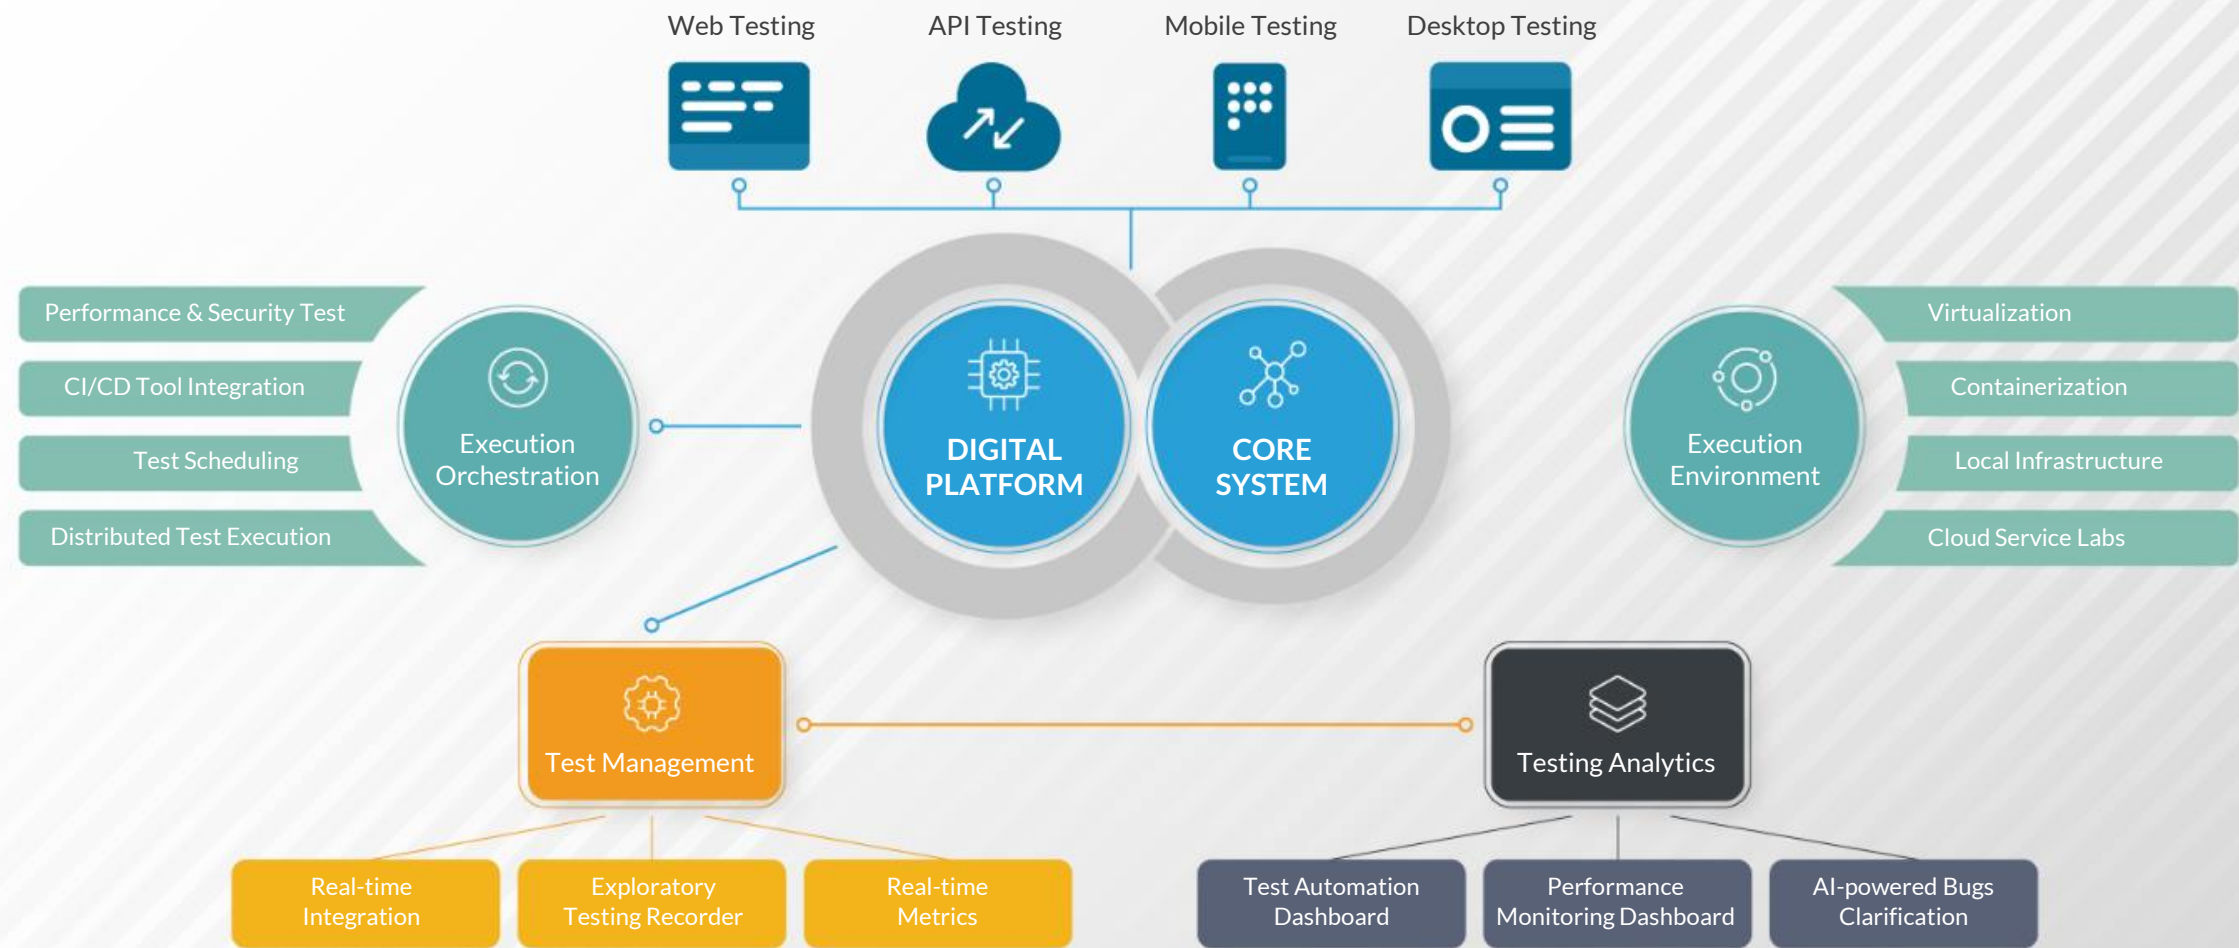 Web Testing
API Testing
Mobile Testing
Desktop Testing
Performance & Security Test
CI/CD Tool Integration
Test Scheduling
Distributed Test Execution
Execution
Orchestration
DIGITAL
PLATFORM
CORE
SYSTEM
Execution
Environment
Virtualization
Containerization
Local Infrastructure
Cloud Service Labs
Test Management
Testing Analytics
Real-time
Integration
Exploratory
Testing Recorder
Real-time
Metrics
Test Automation
Dashboard
Performance
Monitoring Dashboard
AI-powered Bugs
Clarification